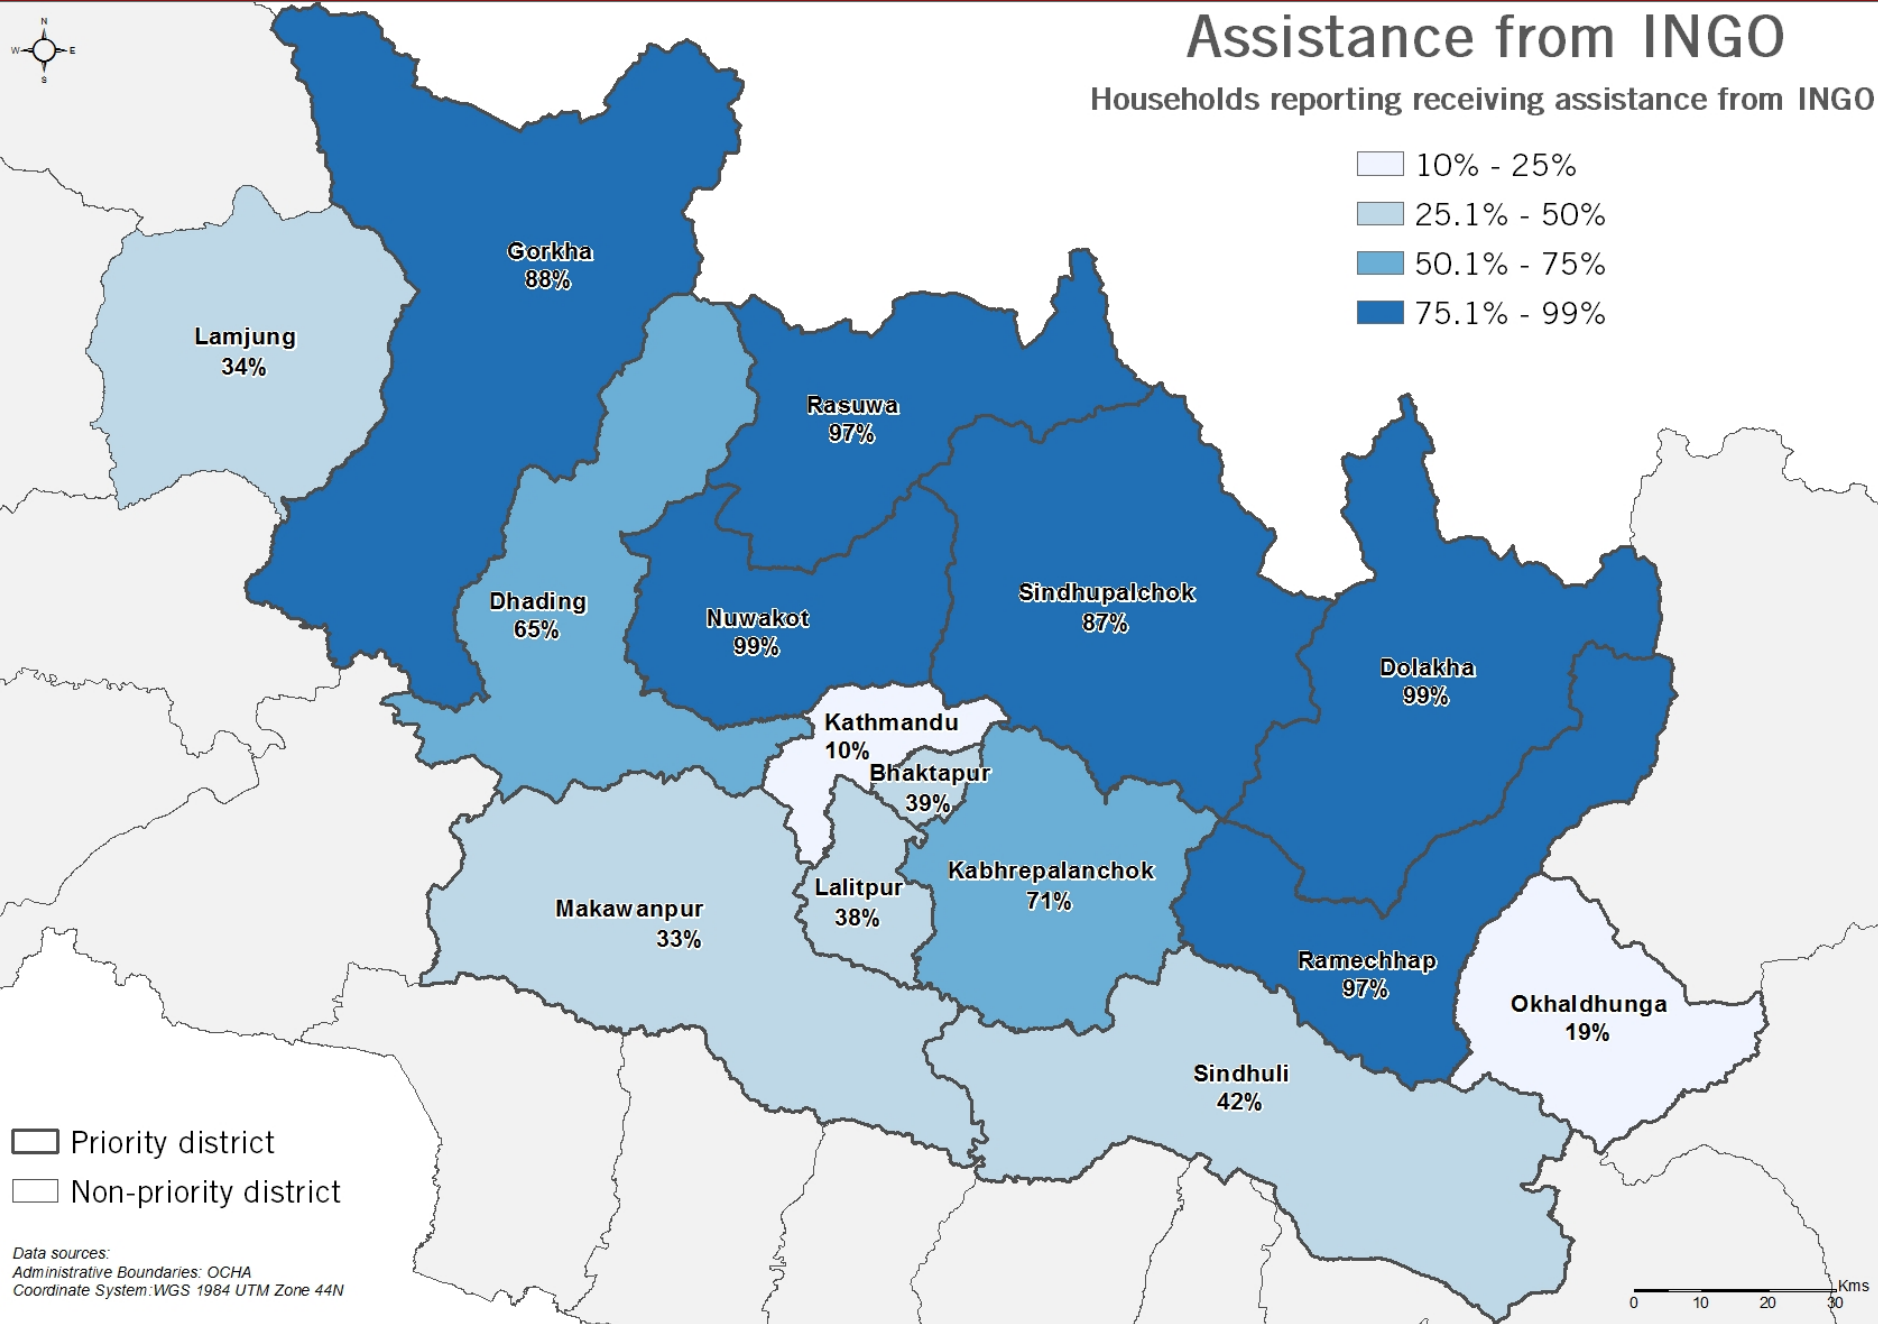 Assistance from INGO
Households reporting receiving assistance from INGO
10% - 25%
25.1% - 50%
50.1% - 75%
75.1% - 99%
N
W E
S
Gorkha
88%
Lamjung
34%
Rasuwa
97%
Dhading
65%
Nuwakot
99%
Sindhupalchok
87%
Dolakha
99%
Kathmandu
10%
Bhaktapur
39%
Kabhrepalanchok
71%
Lalitpur
38%
Makawanpur
33%
Ramechhap
97%
Okhaldhunga
19%
Sindhuli
42%
Priority district
Non-priority district
Data sources:
Administrative Boundaries: OCHA
Coordinate System:WGS 1984 UTM Zone 44N
Kms
0 10 20 30